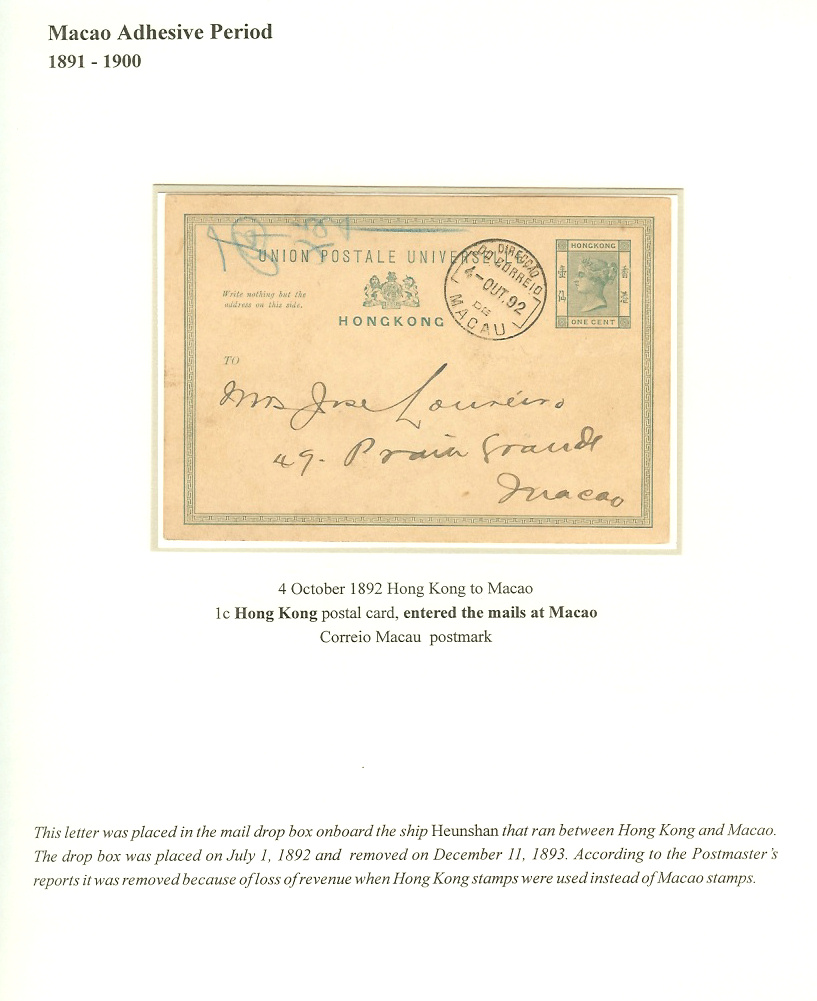 Macao Adhesive Period
1891 - 1900
UNION POSTALE UNIVERSELLE
Write nothing but the
address on this side.
HONGKONG
DIRECÇÃO
DO CORREIO
4-OUT.92
DE
MACAU
HONGKONG
ONE CENT
TO
Mrs Jose Loureiro
49. Praia Grande
Macao
4 October 1892 Hong Kong to Macao
1c Hong Kong postal card, entered the mails at Macao
Correio Macau postmark
This letter was placed in the mail drop box onboard the ship Heunshan that ran between Hong Kong and Macao.
The drop box was placed on July 1, 1892 and removed on December 11, 1893. According to the Postmaster's
reports it was removed because of loss of revenue when Hong Kong stamps were used instead of Macao stamps.